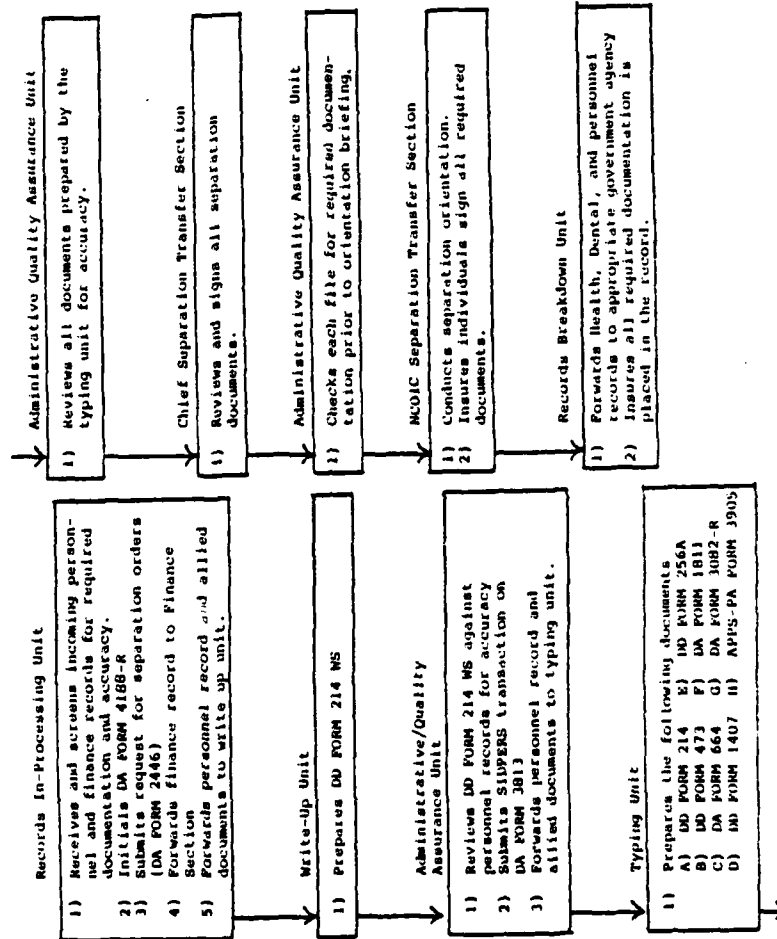 Records In-Processing Unit
1) Receives and screens incoming person-
nel and finance records for required
documentation and accuracy.
2) Initials DA FORM 4188-R
3) Submits request for separation orders
(DA FORM 2446)
4) Forwards finance record to Finance
Section
5) Forwards personnel record and allied
documents to write up unit.
Write-Up Unit
1) Prepares DD FORM 214 WS
Administrative/Quality
Assurance Unit
1) Reviews DD FORM 214 WS against
personnel records for accuracy
2) Submits SIDPERS transaction on
DA FORM 3813
3) Forwards personnel record and
allied documents to typing unit.
Typing Unit
1) Prepares the following documents
A) DD FORM 214 E) DD FORM 256A
B) DD FORM 473 F) DA FORM 1811
C) DA FORM 664 G) DA FORM 3082-R
D) DD FORM 1407 H) APPS-PA FORM 3905
Administrative Quality Assurance Unit
1) Reviews all documents prepared by the
typing unit for accuracy.
Chief Separation Transfer Section
1) Reviews and signs all separation
documents.
Administrative Quality Assurance Unit
1) Checks each file for required documen-
tation prior to orientation briefing.
NCOIC Separation Transfer Section
1) Conducts separation orientation.
2) Insures individuals sign all required
documents.
Records Breakdown Unit
1) Forwards Health, Dental, and personnel
records to appropriate government agency
2) Insures all required documentation is
placed in the record.